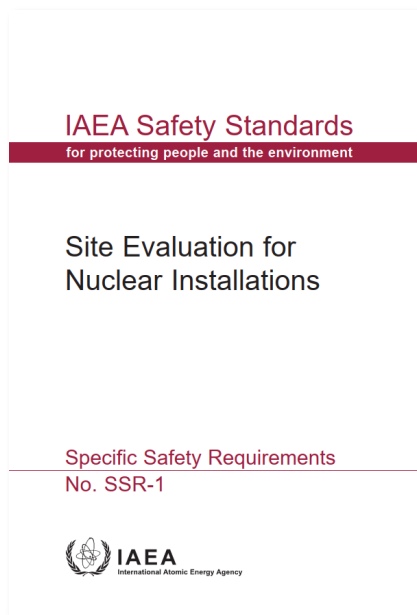 IAEA Safety Standards
for protecting people and the environment
Site Evaluation for
Nuclear Installations
Specific Safety Requirements
No. SSR-1
IAEA
International Atomic Energy Agency